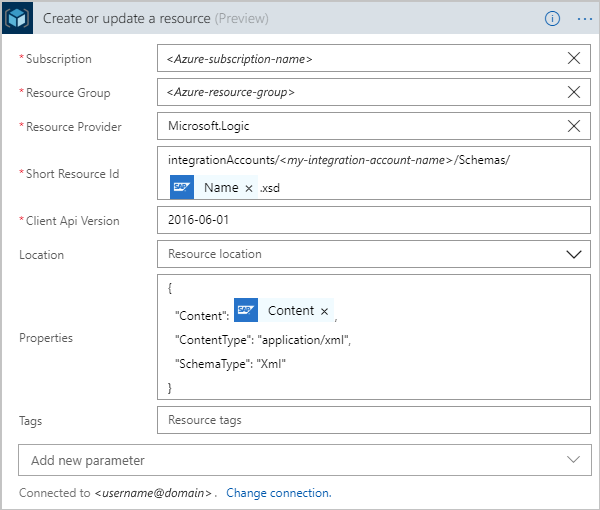 Create or update a resource (Preview)
* Subscription <Azure-subscription-name>
* Resource Group <Azure-resource-group>
* Resource Provider Microsoft.Logic
integrationAccounts/<my-integration-account-name>/Schemas/
* Short Resource Id SAP Name × .xsd
* Client Api Version 2016-06-01
Location Resource location
{
"Content": SAP Content × ,
"ContentType": "application/xml",
Properties
"SchemaType": "Xml"
}
Tags Resource tags
Add new parameter
Connected to <username@domain>. Change connection.